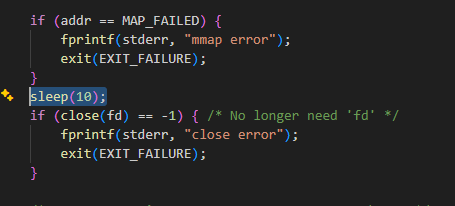 if (addr == MAP_FAILED) {
    fprintf(stderr, "mmap error");
    exit(EXIT_FAILURE);
}
sleep(10);
if (close(fd) == -1) { /* No longer need 'fd' */
    fprintf(stderr, "close error");
    exit(EXIT_FAILURE);
}